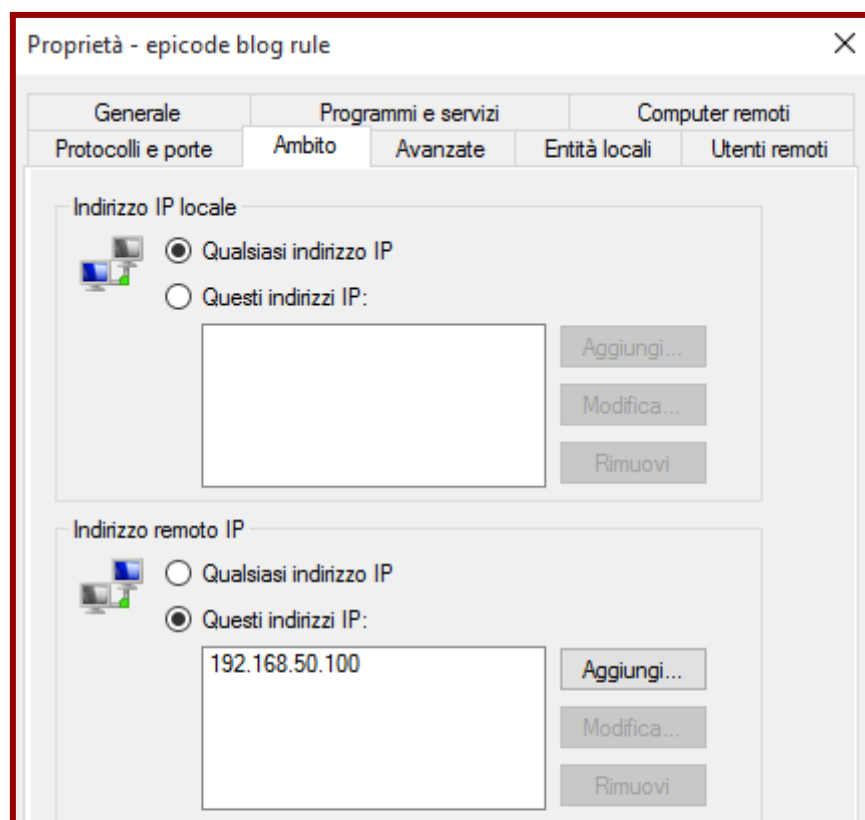 Proprietà - epicode blog rule
Generale Programmi e servizi Computer remoti
Protocolli e porte Ambito Avanzate Entità locali Utenti remoti
Indirizzo IP locale
Qualsiasi indirizzo IP
Questi indirizzi IP:
Aggiungi...
Modifica...
Rimuovi
Indirizzo remoto IP
Qualsiasi indirizzo IP
Questi indirizzi IP:
192.168.50.100 Aggiungi...
Modifica...
Rimuovi